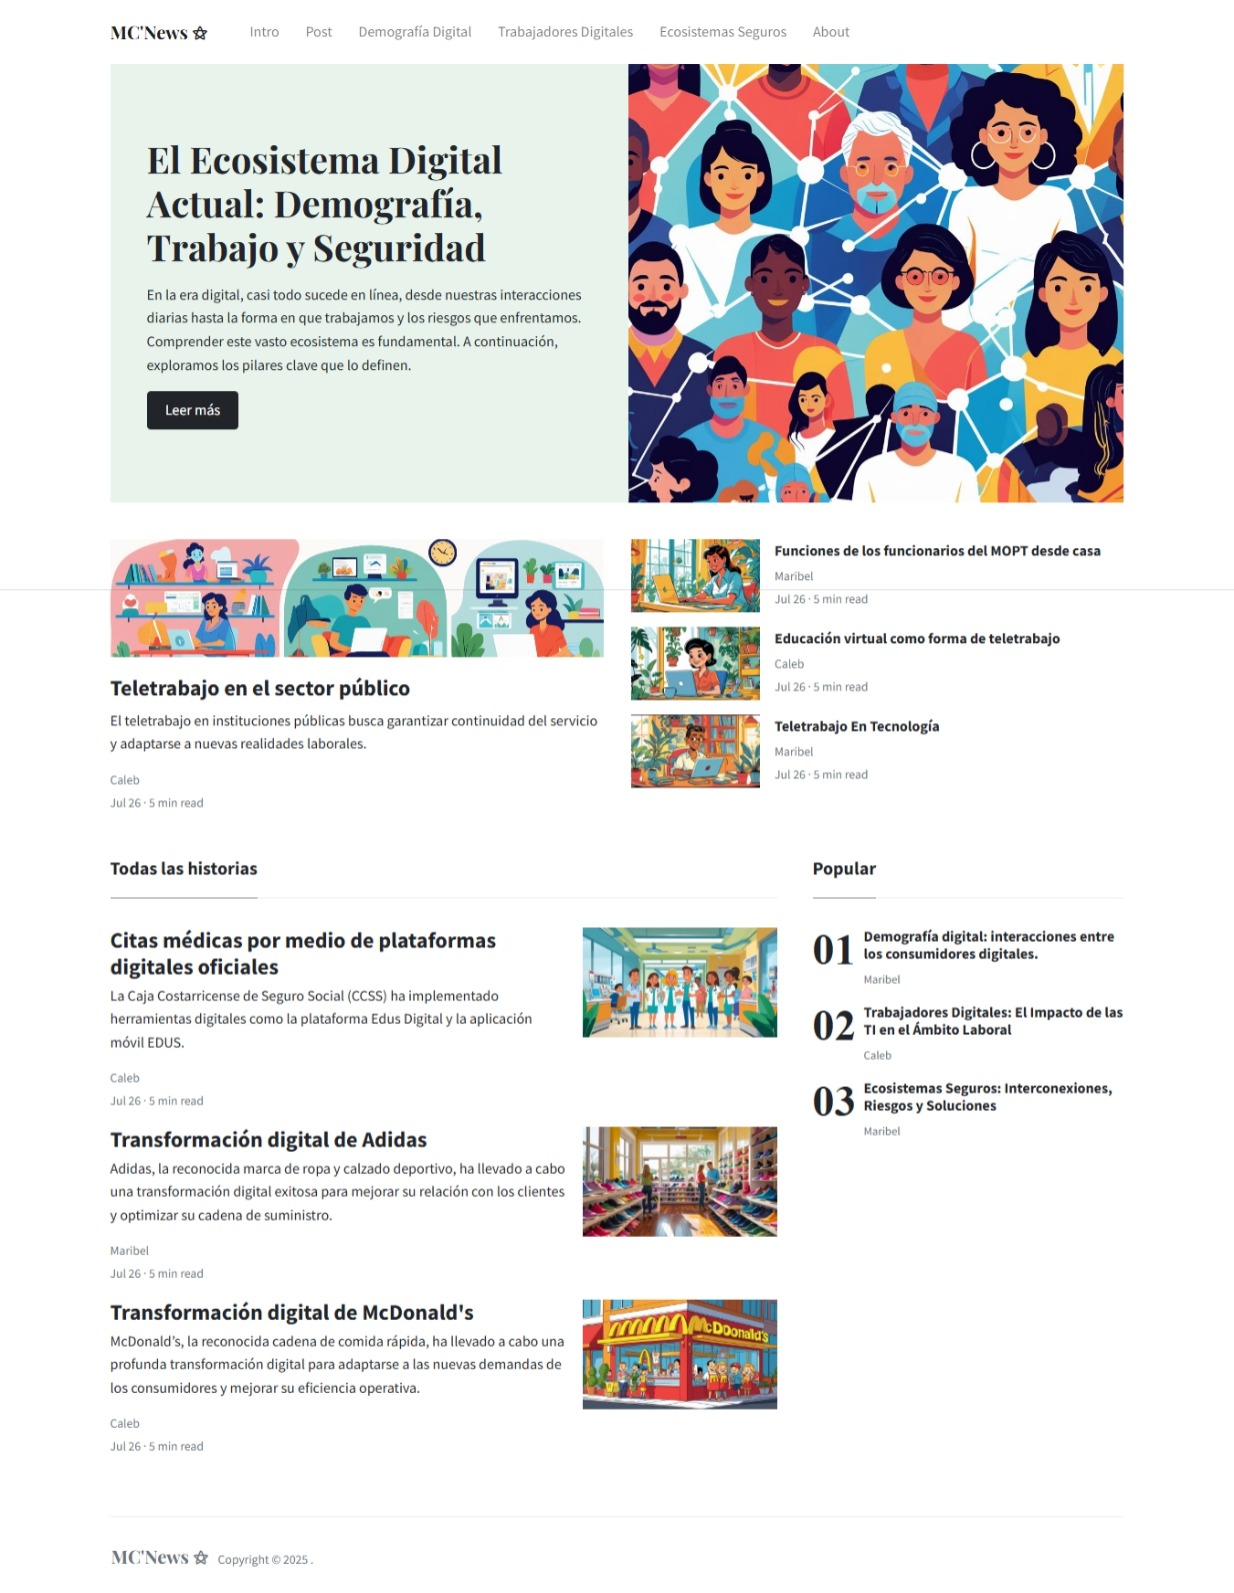 MC'News ☆
Intro
Post
Demografía Digital
Trabajadores Digitales
Ecosistemas Seguros
About
El Ecosistema Digital
Actual: Demografía,
Trabajo y Seguridad
En la era digital, casi todo sucede en línea, desde nuestras interacciones
diarias hasta la forma en que trabajamos y los riesgos que enfrentamos.
Comprender este vasto ecosistema es fundamental. A continuación,
exploramos los pilares clave que lo definen.
Leer más
Teletrabajo en el sector público
El teletrabajo en instituciones públicas busca garantizar continuidad del servicio
y adaptarse a nuevas realidades laborales.
Caleb
Jul 26 · 5 min read
Funciones de los funcionarios del MOPT desde casa
Maribel
Jul 26 · 5 min read
Educación virtual como forma de teletrabajo
Caleb
Jul 26 · 5 min read
Teletrabajo En Tecnología
Maribel
Jul 26 · 5 min read
Todas las historias
Citas médicas por medio de plataformas
digitales oficiales
La Caja Costarricense de Seguro Social (CCSS) ha implementado
herramientas digitales como la plataforma Edus Digital y la aplicación
móvil EDUS.
Caleb
Jul 26 · 5 min read
Transformación digital de Adidas
Adidas, la reconocida marca de ropa y calzado deportivo, ha llevado a cabo
una transformación digital exitosa para mejorar su relación con los clientes
y optimizar su cadena de suministro.
Maribel
Jul 26 · 5 min read
Transformación digital de McDonald's
McDonald’s, la reconocida cadena de comida rápida, ha llevado a cabo una
profunda transformación digital para adaptarse a las nuevas demandas de
los consumidores y mejorar su eficiencia operativa.
Caleb
Jul 26 · 5 min read
McDoonald's
Popular
01
Demografía digital: interacciones entre
los consumidores digitales.
Maribel
02
Trabajadores Digitales: El Impacto de las
TI en el Ámbito Laboral
Caleb
03
Ecosistemas Seguros: Interconexiones,
Riesgos y Soluciones
Maribel
MC'News ☆ Copyright © 2025 .